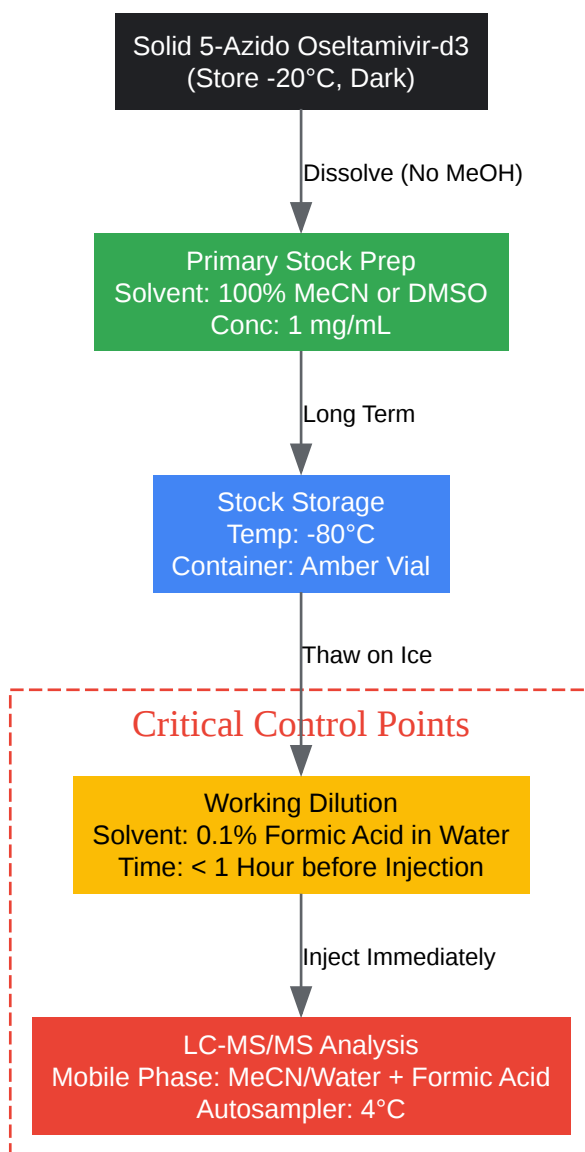 Solid 5-Azido Oseltamivir-d3
(Store -20°C, Dark)
Dissolve (No MeOH)
Primary Stock Prep
Solvent: 100% MeCN or DMSO
Conc: 1 mg/mL
Long Term
Stock Storage
Temp: -80°C
Container: Amber Vial
Thaw on Ice
Critical Control Points
Working Dilution
Solvent: 0.1% Formic Acid in Water
Time: < 1 Hour before Injection
Inject Immediately
LC-MS/MS Analysis
Mobile Phase: MeCN/Water + Formic Acid
Autosampler: 4°C